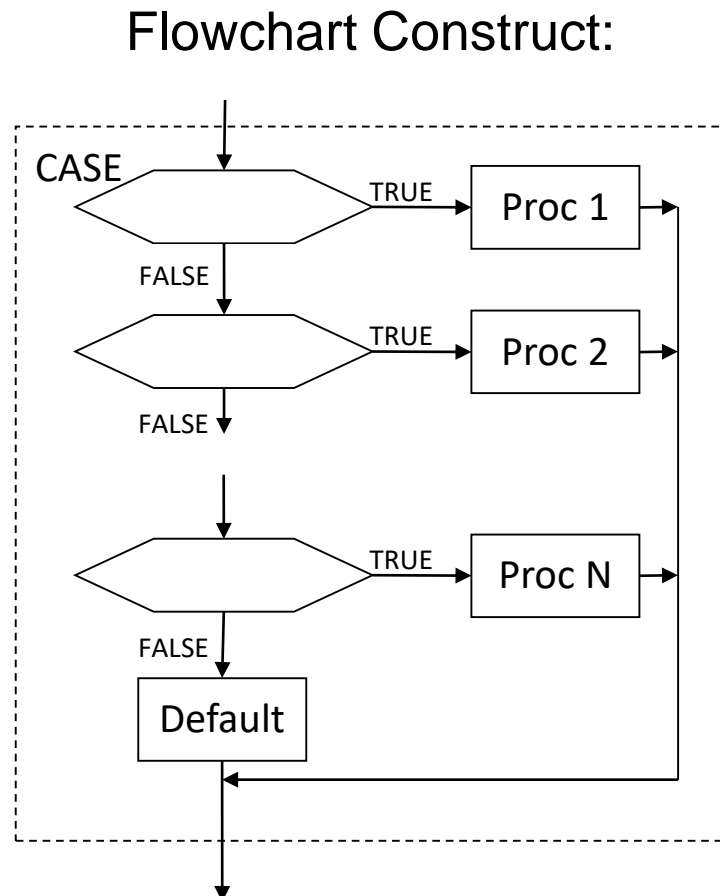 Flowchart Construct:
CASE
TRUE
Proc 1
FALSE
TRUE
Proc 2
FALSE
TRUE
Proc N
FALSE
Default